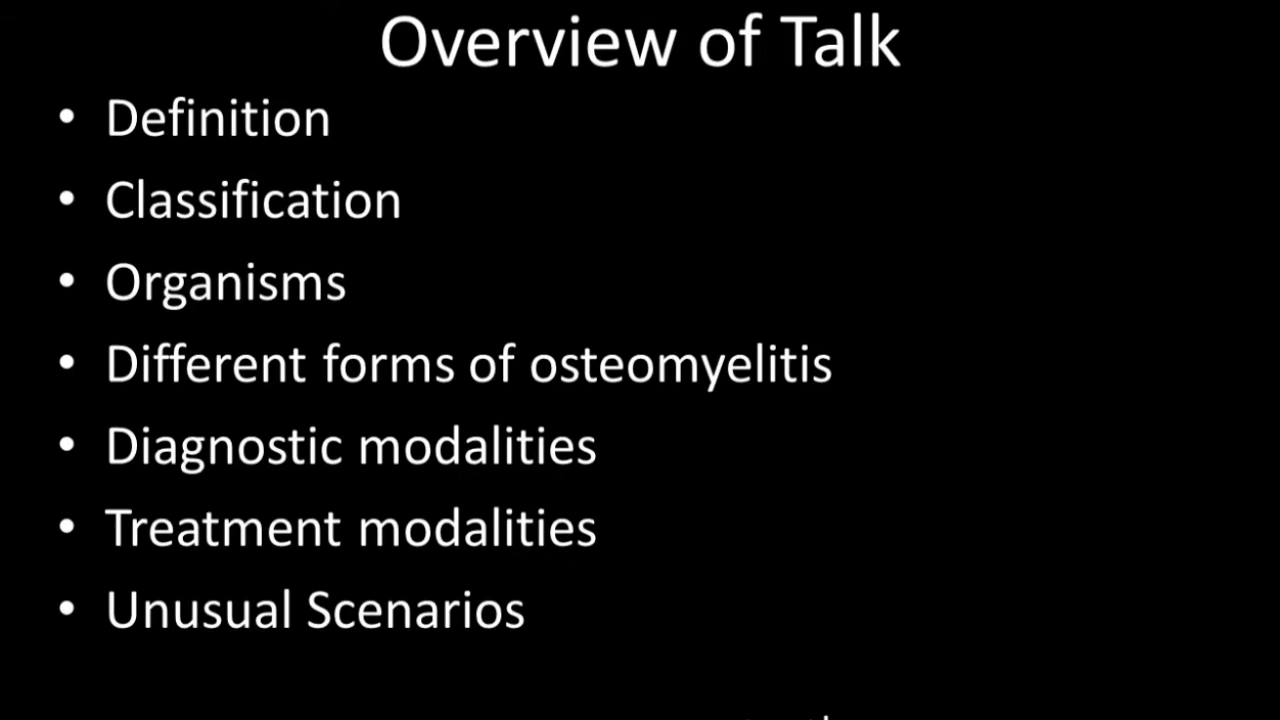 Overview of Talk
• Definition
• Classification
• Organisms
• Different forms of osteomyelitis
• Diagnostic modalities
• Treatment modalities
• Unusual Scenarios